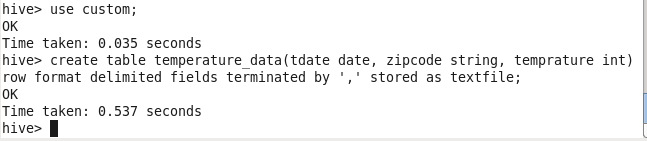 hive> use custom;
OK
Time taken: 0.035 seconds
hive> create table temperature_data(tdate date, zipcode string, temprature int)
row format delimited fields terminated by ',' stored as textfile;
OK
Time taken: 0.537 seconds
hive>